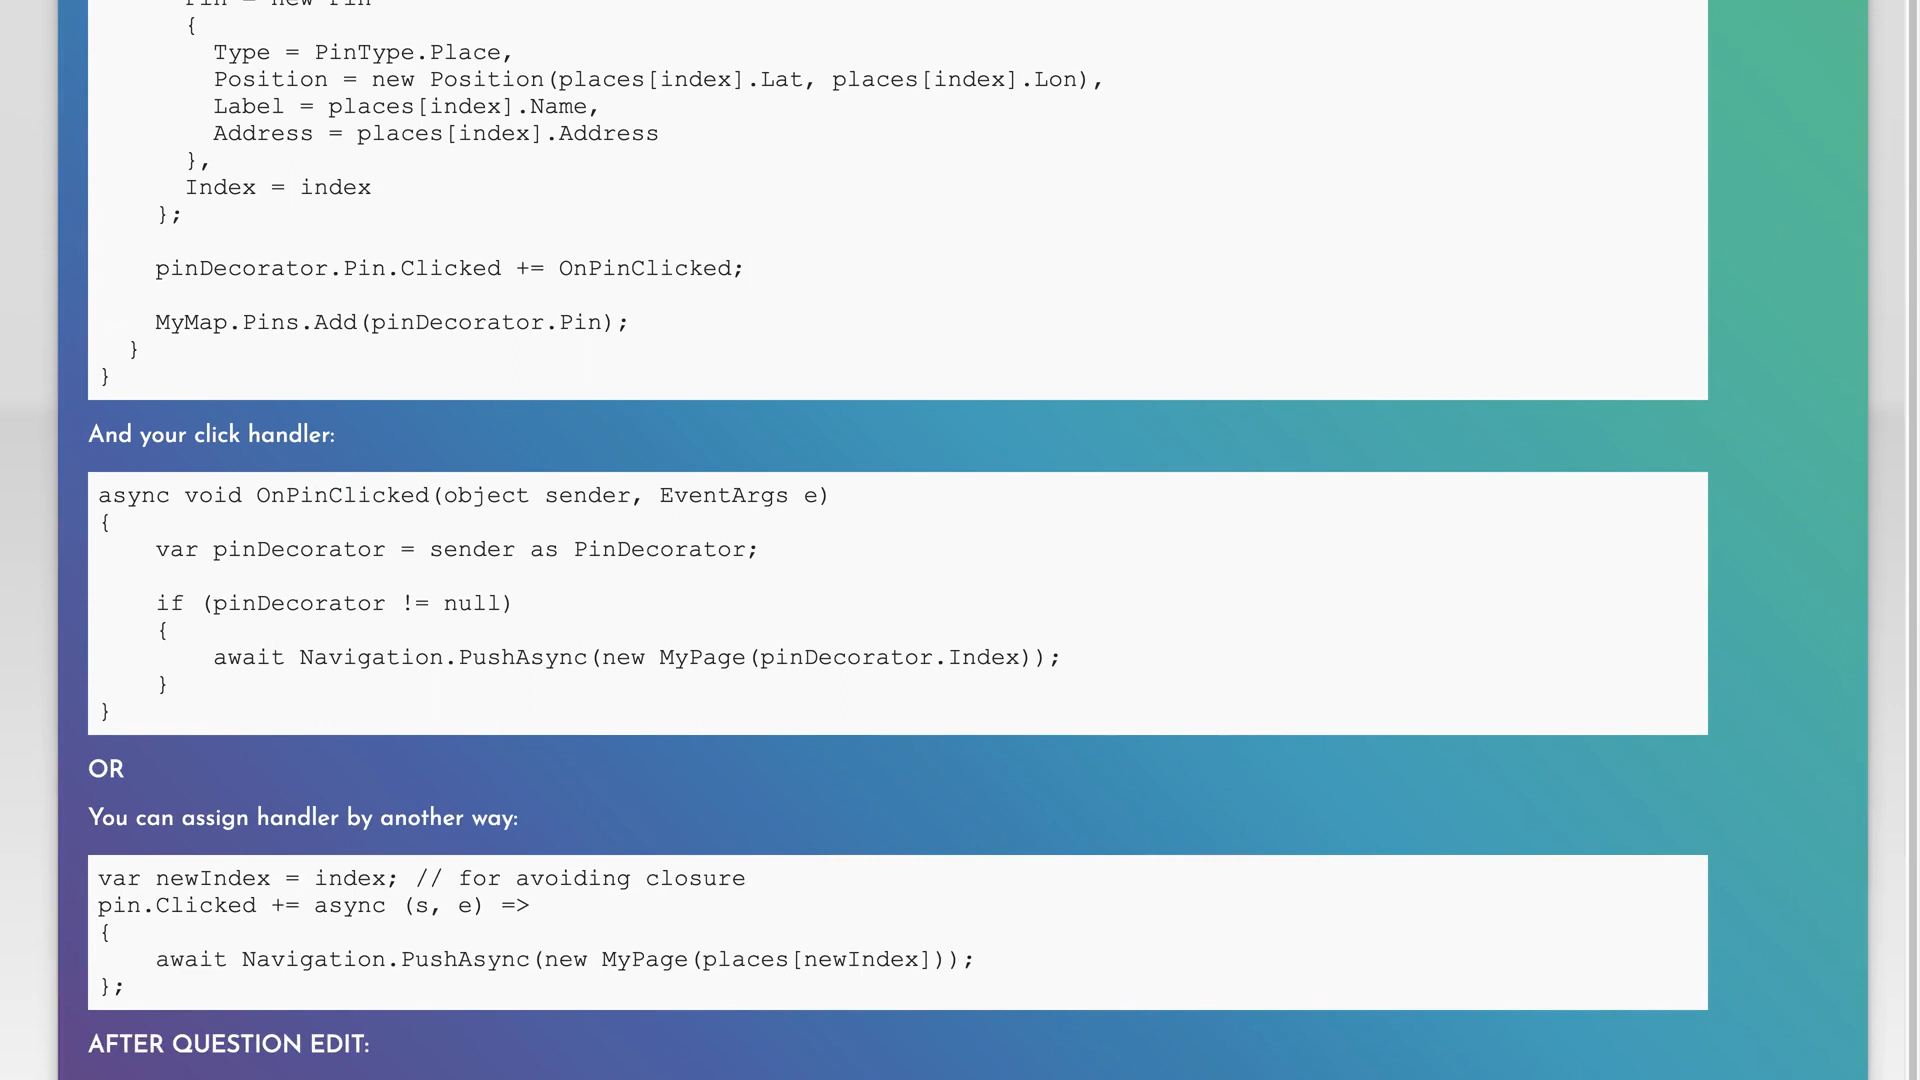 Pin = new Pin
{
Type = PinType.Place,
Position = new Position(places[index].Lat, places[index].Lon),
Label = places[index].Name,
Address = places[index].Address
},
Index = index
};
pinDecorator.Pin.Clicked += OnPinClicked;
MyMap.Pins.Add(pinDecorator.Pin);
}
}
And your click handler:
async void OnPinClicked(object sender, EventArgs e)
{
var pinDecorator = sender as PinDecorator;
if (pinDecorator != null)
{
await Navigation.PushAsync(new MyPage(pinDecorator.Index));
}
}
OR
You can assign handler by another way:
var newIndex = index; // for avoiding closure
pin.Clicked += async (s, e) =>
{
await Navigation.PushAsync(new MyPage(places[newIndex]));
};
AFTER QUESTION EDIT: